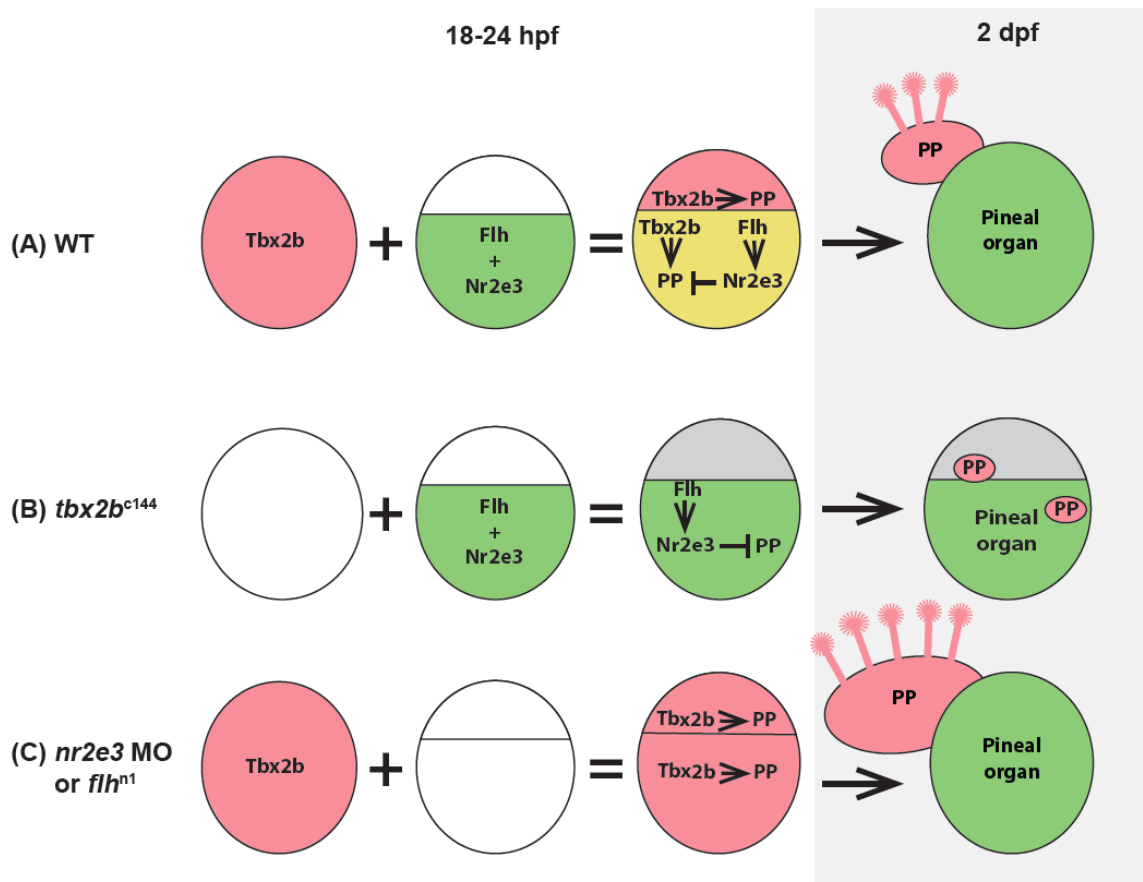 18-24 hpf
2 dpf
(A) WT
Tbx2b
+
Flh
+
Nr2e3
=
Tbx2b PP
Tbx2b Flh
PP Nr2e3
PP
Pineal
organ
(B) tbx2bc144
+
Flh
+
Nr2e3
=
Flh
Nr2e3 PP
PP
PP
Pineal
organ
(C) nr2e3 MO
or flhn1
Tbx2b
+
=
Tbx2b PP
Tbx2b PP
PP
Pineal
organ